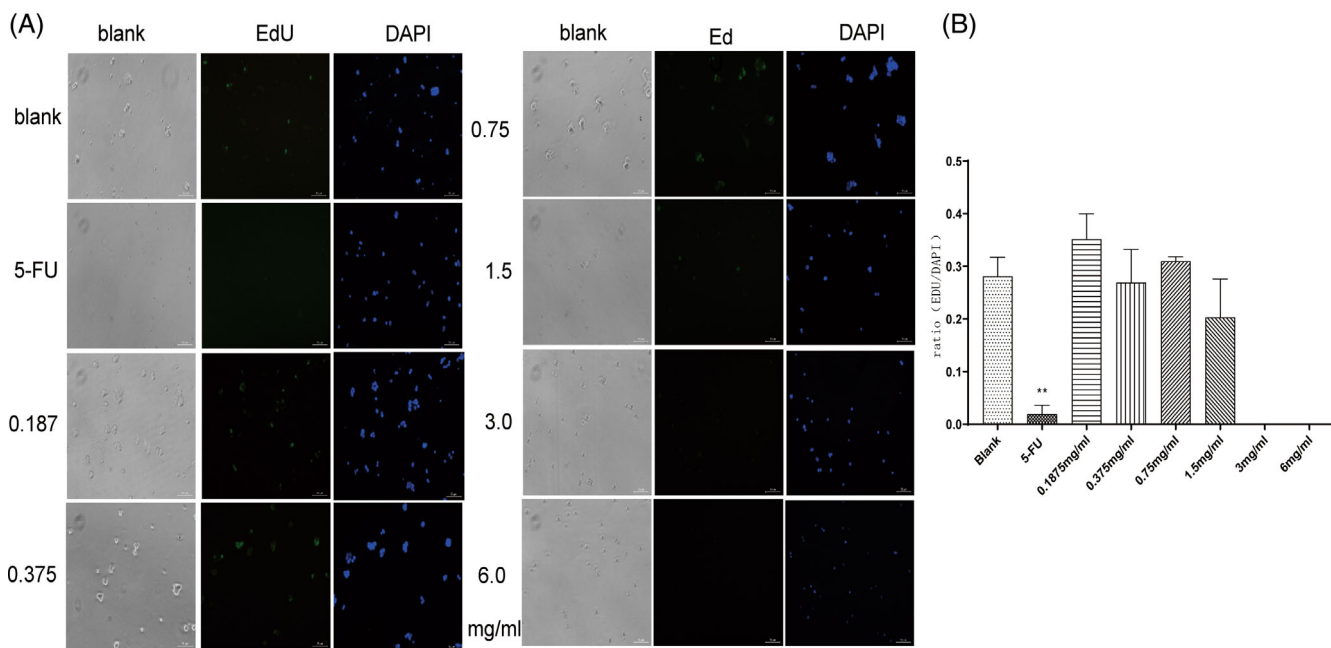 (A)
blank EdU DAPI
blank
5-FU
0.187
0.375
blank Ed DAPI
0.75
1.5
3.0
6.0
mg/ml
(B)
ratio (EDU/DAPI)
0.5
0.4
0.3
0.2
0.1
0.0
**
Blank
5-FU
0.1875mg/ml
0.375mg/ml
0.75mg/ml
1.5mg/ml
3mg/ml
6mg/ml